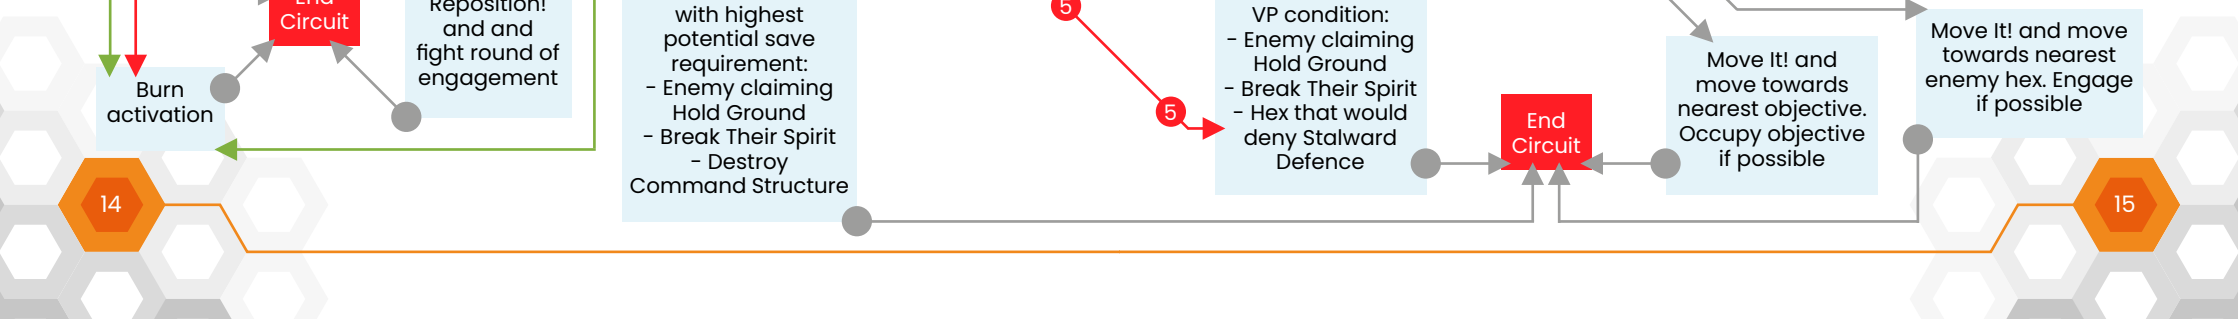 End
Circuit
Reposition!
and and
fight round of
engagement
Burn
activation
with highest
potential save
requirement:
- Enemy claiming
Hold Ground
- Break Their Spirit
- Destroy
Command Structure
5
5
VP condition:
- Enemy claiming
Hold Ground
- Break Their Spirit
- Hex that would
deny Stalward
Defence
End
Circuit
Move It! and
move towards
nearest objective.
Occupy objective
if possible
Move It! and move
towards nearest
enemy hex. Engage
if possible
14
15